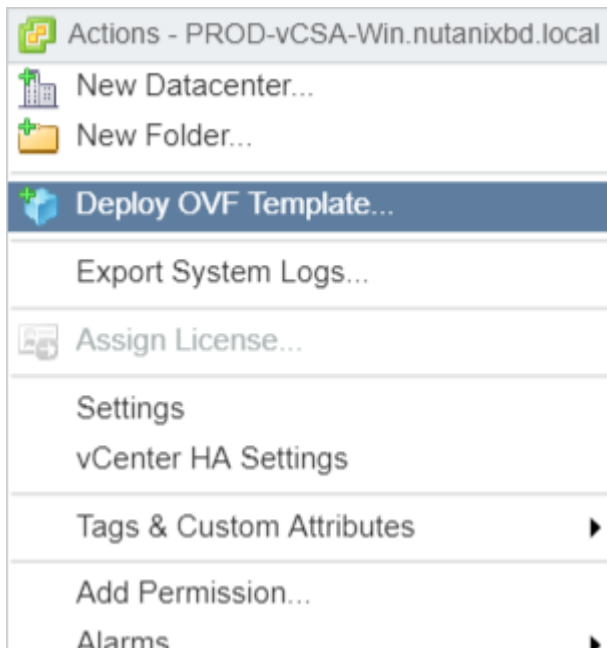 Actions - PROD-vCSA-Win.nutanixbd.local
New Datacenter...
New Folder...
Deploy OVF Template...
Export System Logs...
Assign License...
Settings
vCenter HA Settings
Tags & Custom Attributes
Add Permission...
Alarms